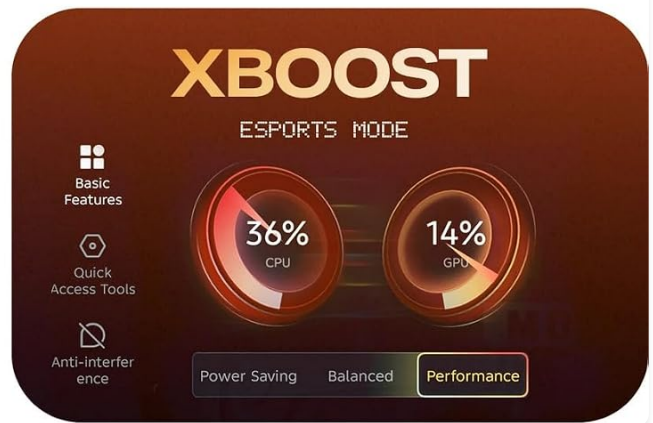 XBOOST
ESPORTS MODE
Basic
Features
Quick
Access Tools
Anti-interfer
ence
36%
CPU
14%
GPU
Power Saving
Balanced
Performance